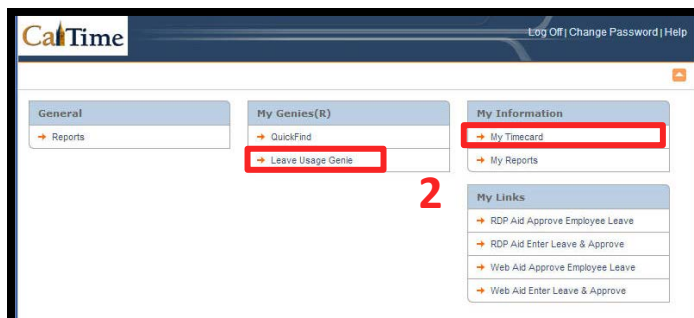 CalTime
Log Off | Change Password | Help
General
Reports
My Genies(R)
QuickFind
Leave Usage Genie
2
My Information
My Timecard
My Reports
My Links
RDP Aid Approve Employee Leave
RDP Aid Enter Leave & Approve
Web Aid Approve Employee Leave
Web Aid Enter Leave & Approve